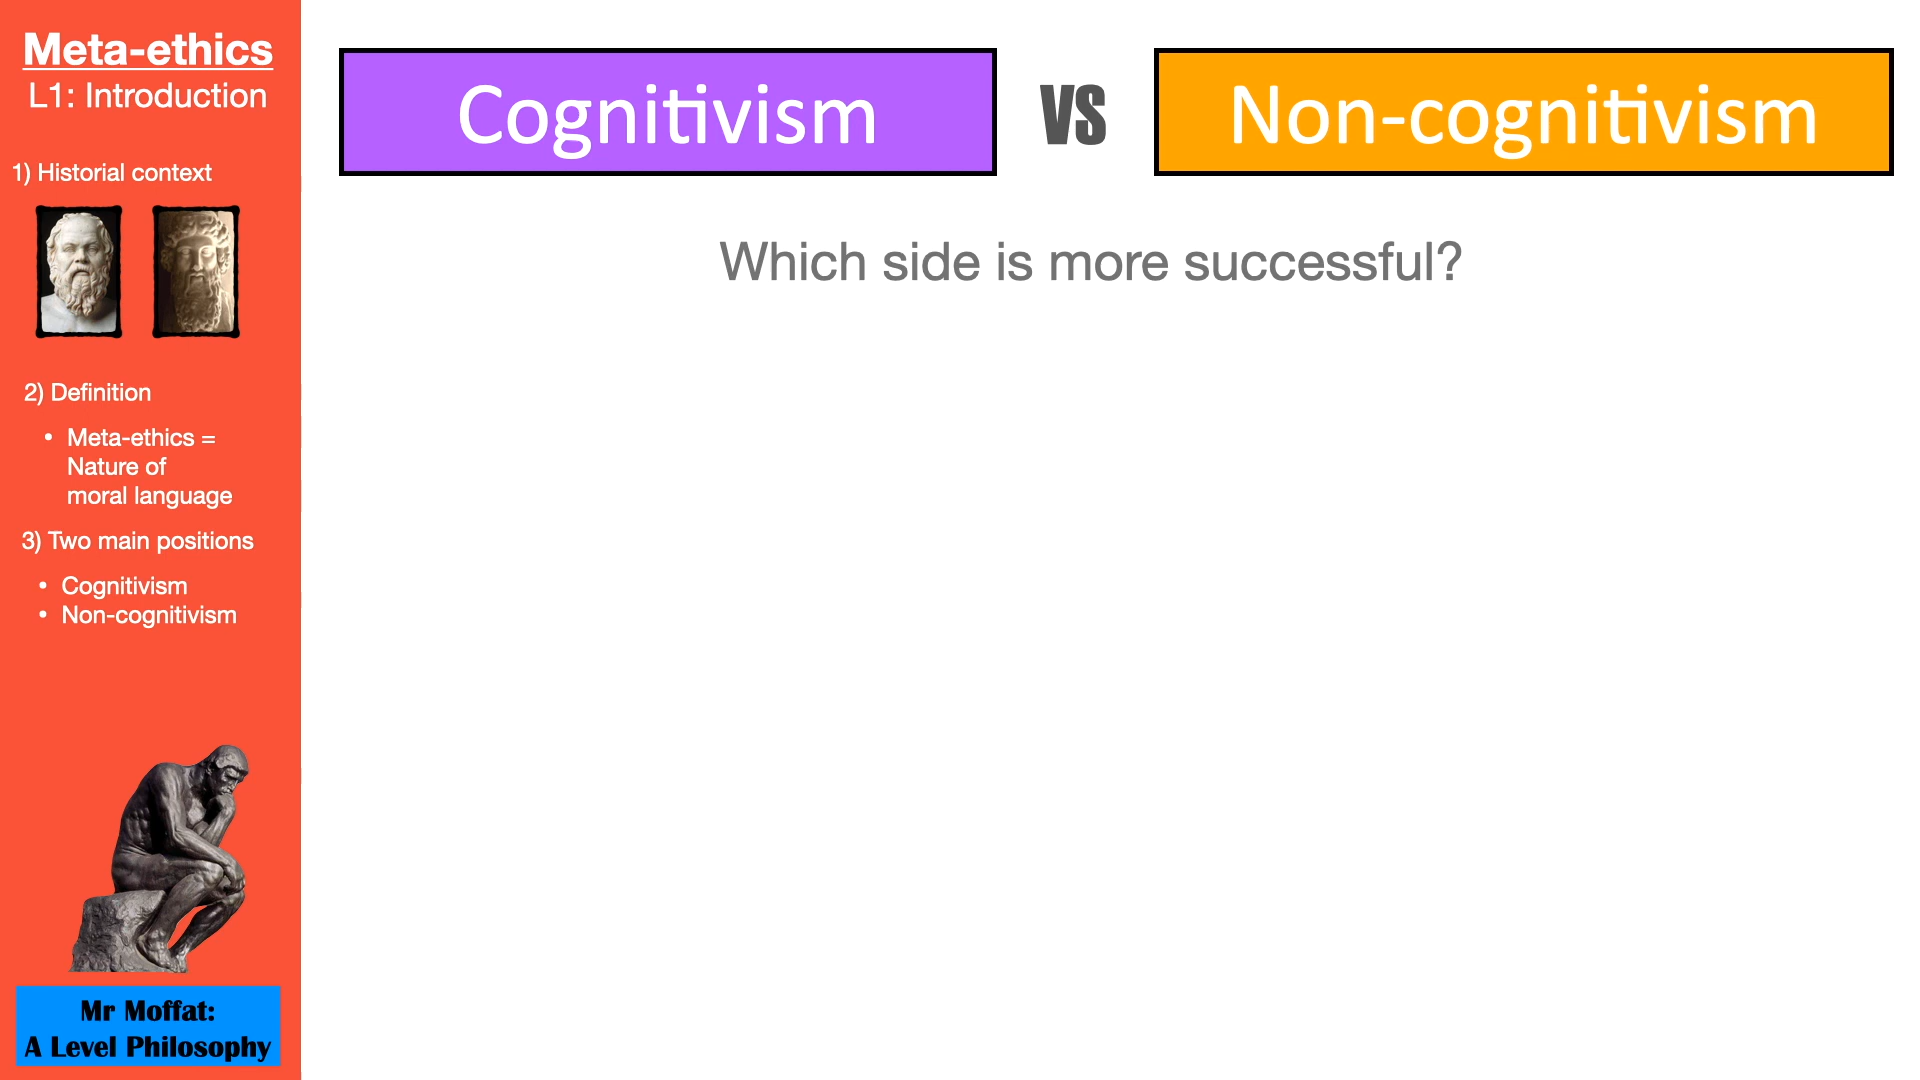 Meta-ethics
L1: Introduction
1) Historial context
2) Definition
• Meta-ethics =
Nature of
moral language
3) Two main positions
• Cognitivism
• Non-cognitivism
Mr Moffat:
A Level Philosophy
Cognitivism
VS
Non-cognitivism
Which side is more successful?